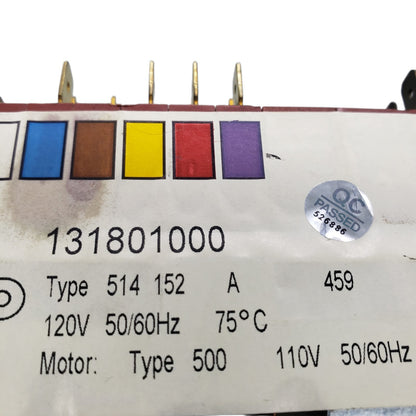 QC
PASSED
526886
131801000
Type 514 152 A 459
120V 50/60Hz 75°C
Motor: Type 500 110V 50/60Hz